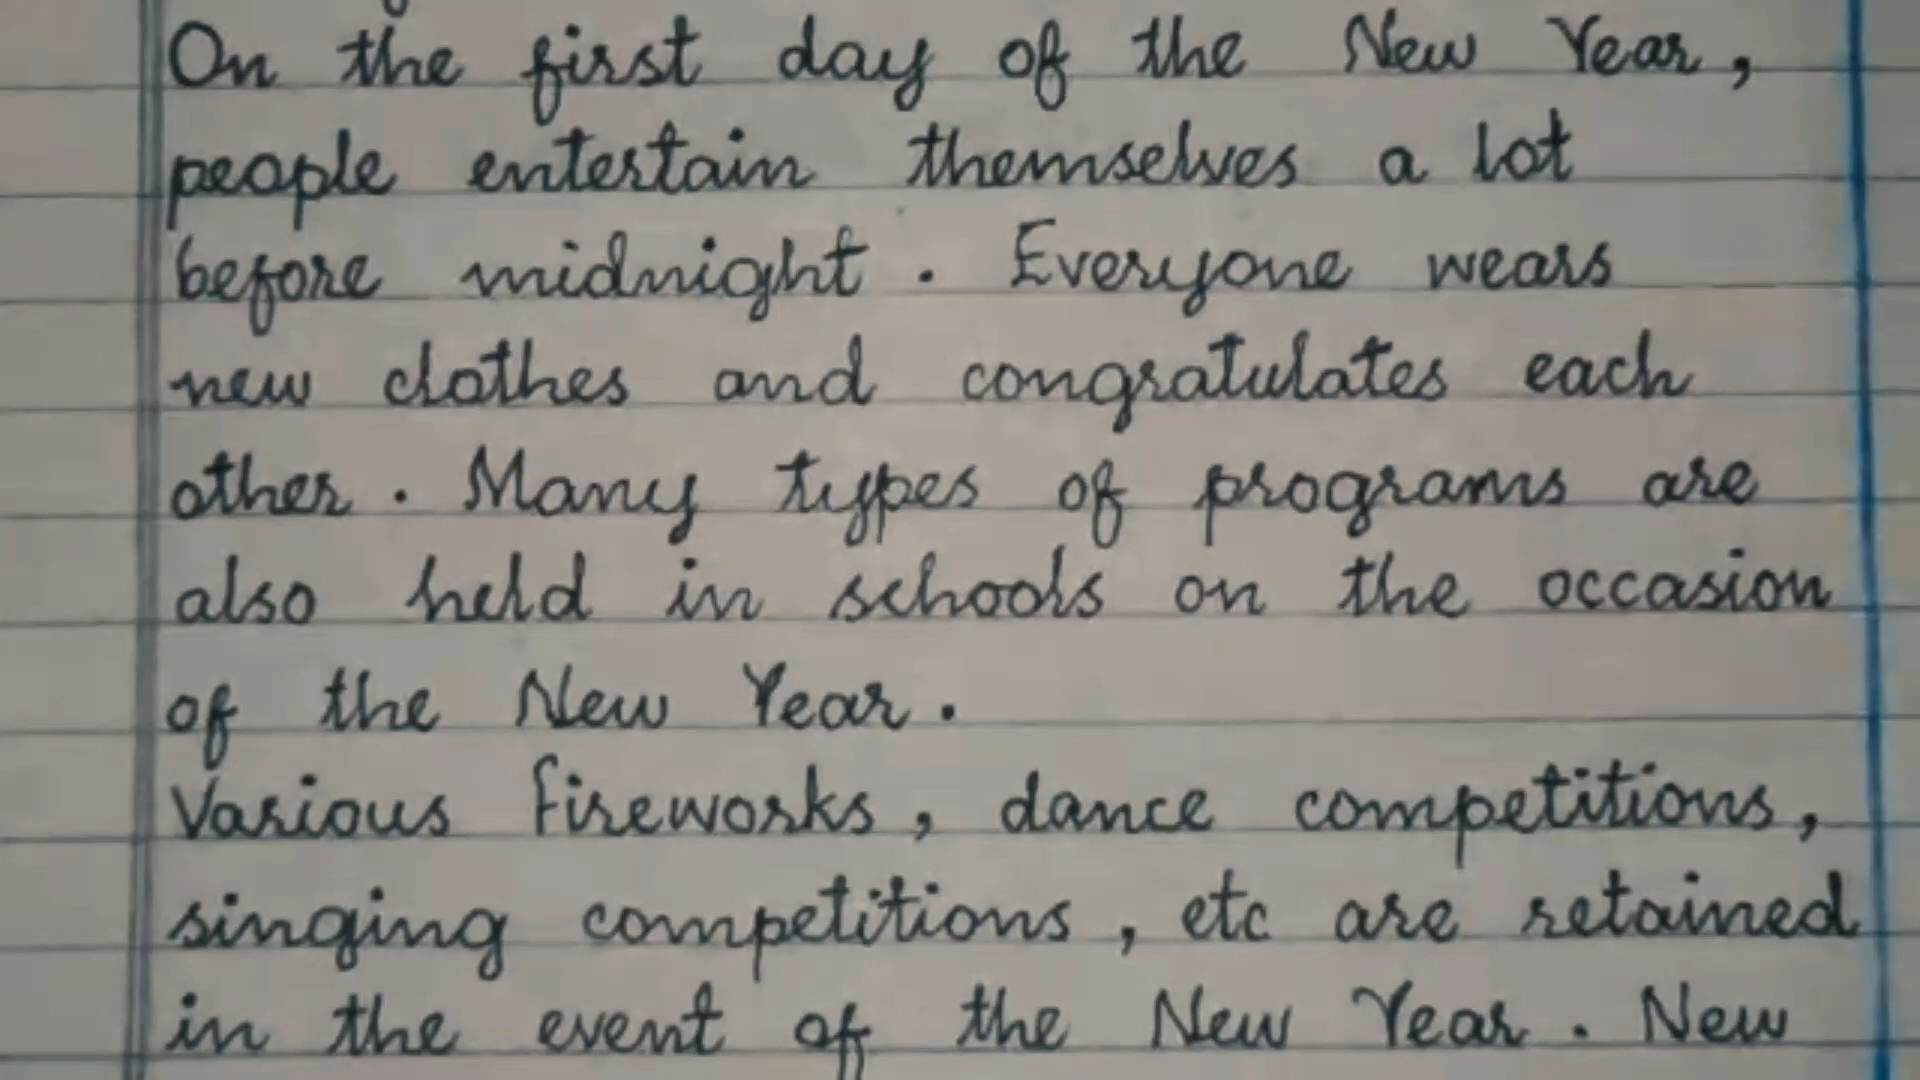 On the first day of the New Year,
people entertain themselves a lot
before midnight. Everyone wears
new clothes and congratulates each
other. Many types of programs are
also held in schools on the occasion
of the New Year.
Various fireworks, dance competitions,
singing competitions, etc are retained
in the event of the New Year. New